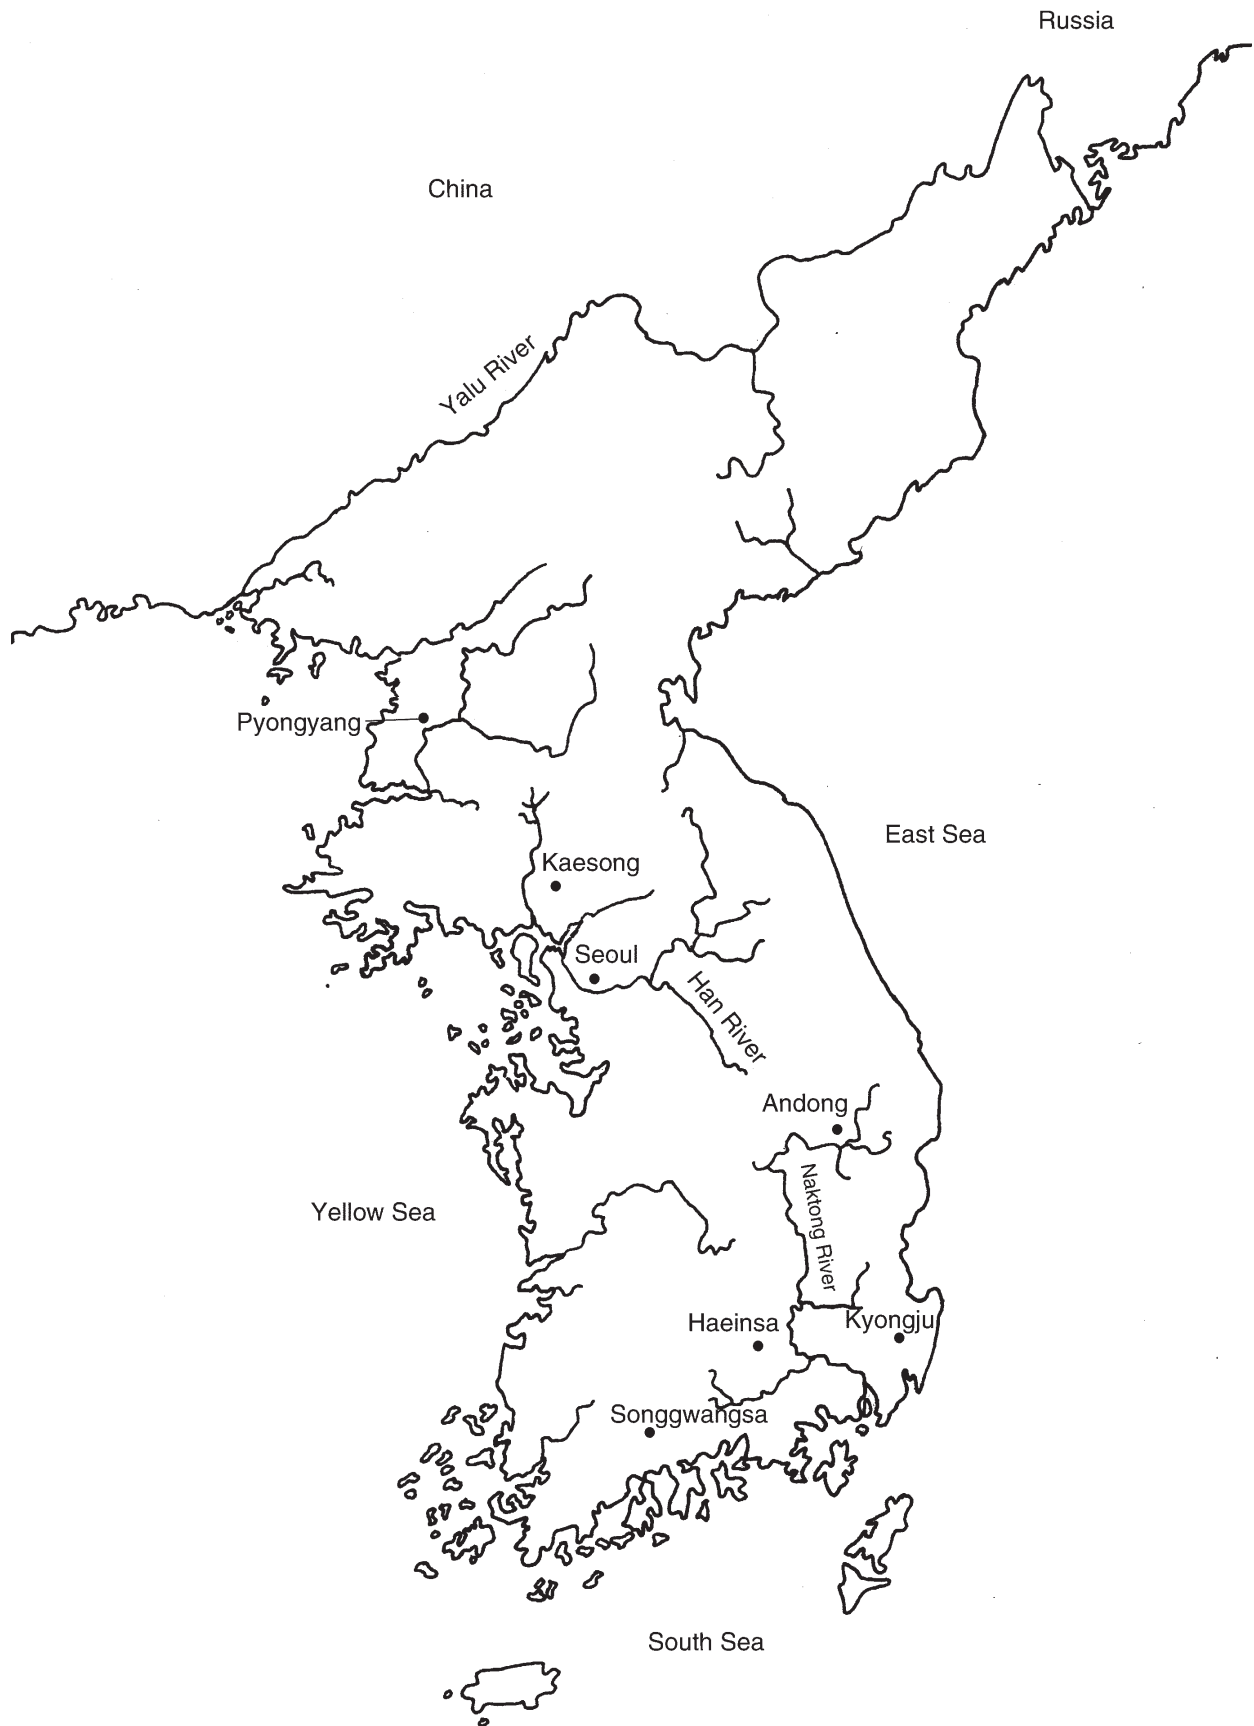 Russia
China
Yalu River
Pyongyang
East Sea
Kaesong
Seoul
Han River
Andong
Naktong River
Yellow Sea
Haeinsa
Kyongju
Songgwangsa
South Sea